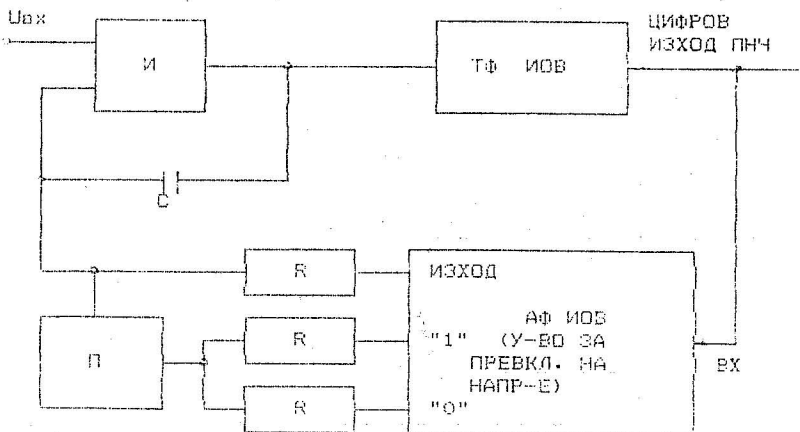 Uвх
ЦИФРОВ
ИЗХОД ПНЧ
И
ТФ ИОВ
C
R
ИЗХОД
АФ ИОВ
"1" (У-ВО ЗА
ПРЕВКЛ. НА
НАПР-Е)
"0"
R
R
П
ВХ